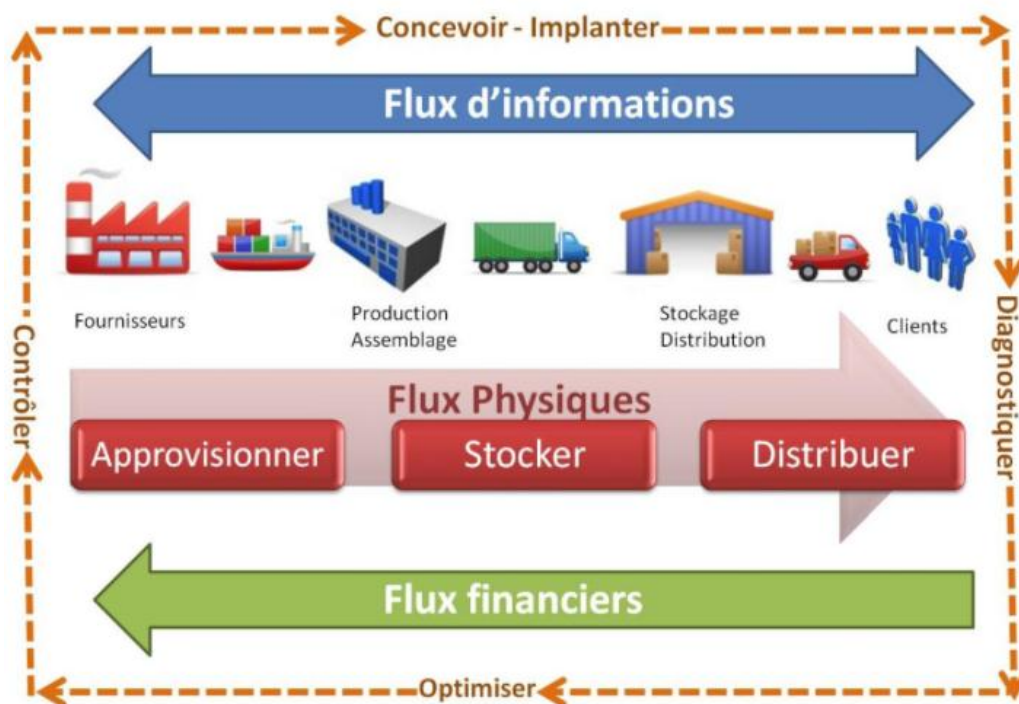 Concevoir - Implanter
Flux d'informations
Fournisseurs
Production
Assemblage
Stockage
Distribution
Clients
Contrôler
Diagnostiquer
Flux Physiques
Approvisionner
Stocker
Distribuer
Flux financiers
Optimiser